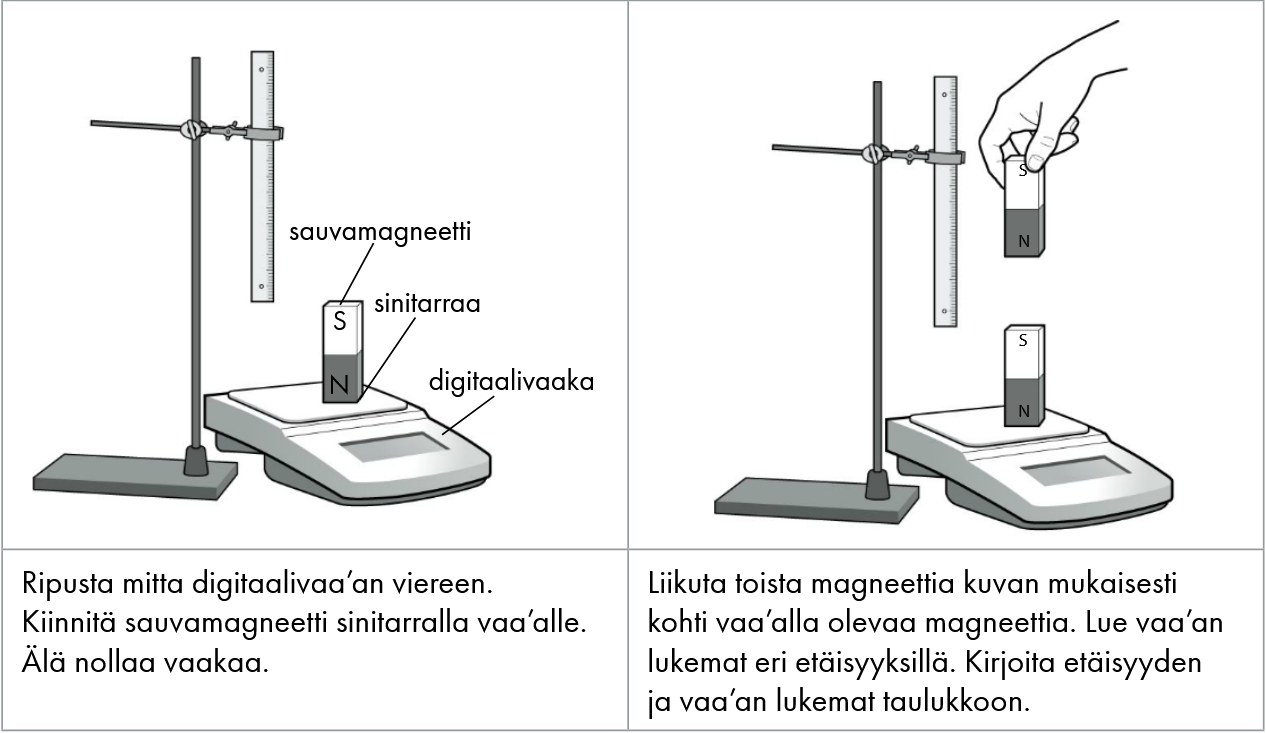 sauvamagneetti
sinitarraa
S
N
digitaalivaaka
S
N
S
N
Ripusta mitta digitaalivaa’an viereen.
Kiinnitä sauvamagneetti sinitarralla vaa’alle.
Älä nollaa vaakaa.
Liikuta toista magneettia kuvan mukaisesti
kohti vaa’alla olevaa magneettia. Lue vaa’an
lukemat eri etäisyyksillä. Kirjoita etäisyyden
ja vaa’an lukemat taulukkoon.